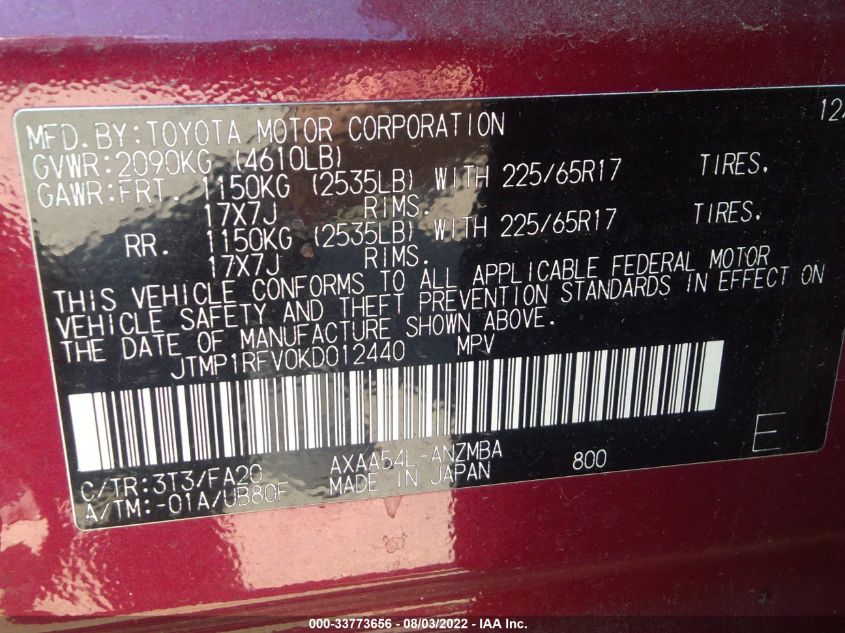 MFD. BY: TOYOTA MOTOR CORPORATION 12/
GVWR: 2090KG (4610LB)
GAWR: FRT. 1150KG (2535LB) WITH 225/65R17 TIRES.
17X7J RIMS.
RR. 1150KG (2535LB) WITH 225/65R17 TIRES.
17X7J RIMS.
THIS VEHICLE CONFORMS TO ALL APPLICABLE FEDERAL MOTOR
VEHICLE SAFETY AND THEFT PREVENTION STANDARDS IN EFFECT ON
THE DATE OF MANUFACTURE SHOWN ABOVE.
JTMP1RFV0KD012440 MPV
C/TR: 3T3/FA20 AXAA54L-ANZMBA 800
A/TM: -01A/UB80F MADE IN JAPAN
E
000-33773656 - 08/03/2022 - IAA Inc.